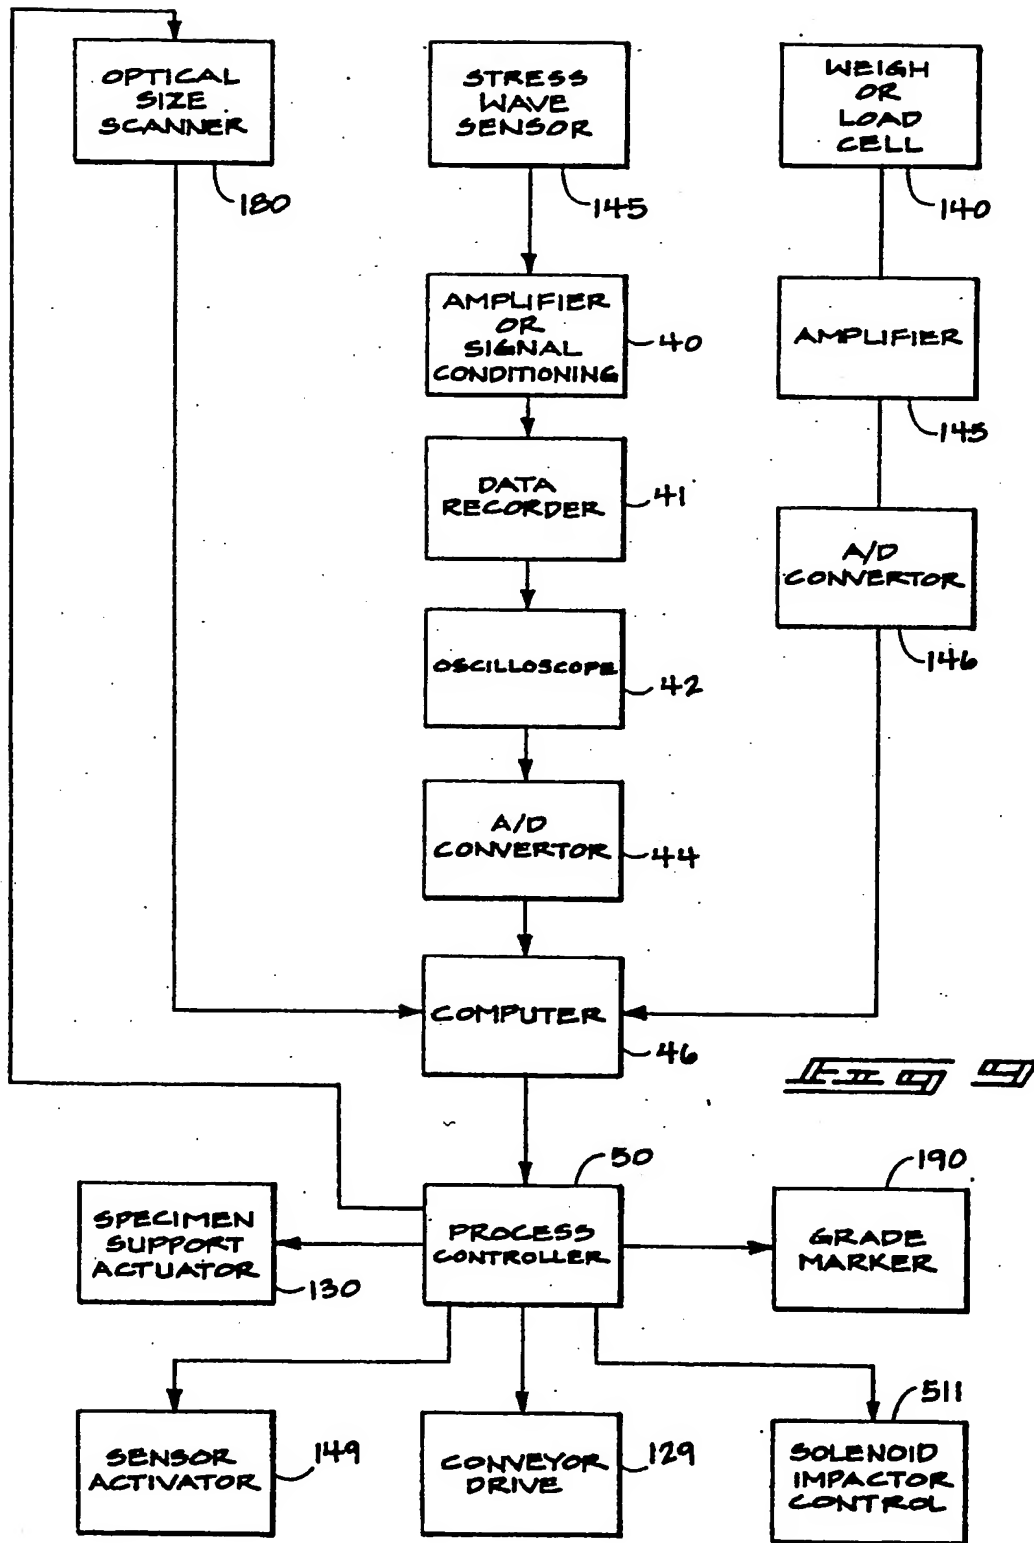 OPTICAL
SIZE
SCANNER
180
STRESS
WAVE
SENSOR
145
WEIGH
OR
LOAD
CELL
140
AMPLIFIER
OR
SIGNAL
CONDITIONING
40
AMPLIFIER
145
DATA
RECORDER
41
A/D
CONVERTOR
146
OSCILLOSCOPE
42
A/D
CONVERTOR
44
COMPUTER
46
FIG 9
50
190
SPECIMEN
SUPPORT
ACTUATOR
130
PROCESS
CONTROLLER
GRADE
MARKER
511
SENSOR
ACTIVATOR
149
CONVEYOR
DRIVE
129
SOLENOID
IMPACTOR
CONTROL